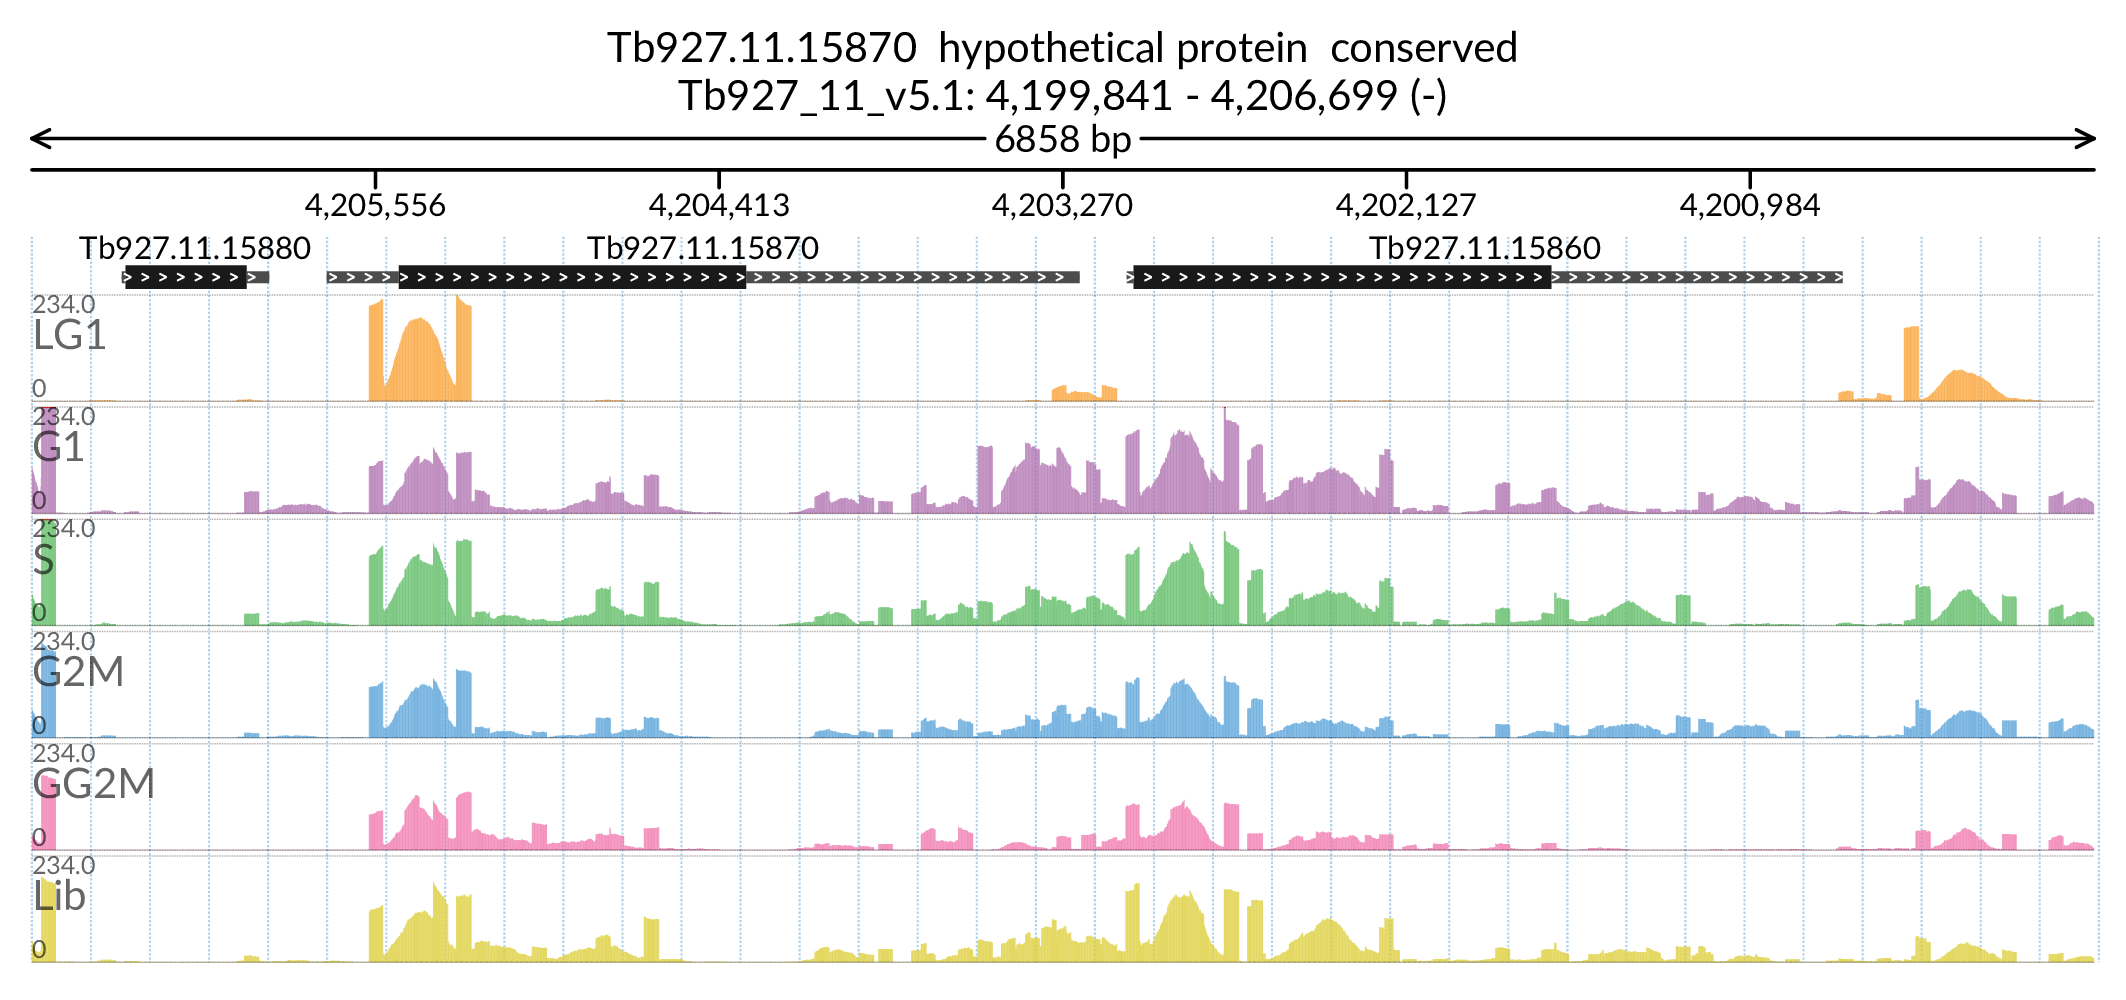 Tb927.11.15870 hypothetical protein conserved
Tb927_11_v5.1: 4,199,841 - 4,206,699 (-)
6858 bp
4,205,556 4,204,413 4,203,270 4,202,127 4,200,984
Tb927.11.15880 Tb927.11.15870 Tb927.11.15860
234.0
LG1
0
234.0
G1
0
234.0
S
0
234.0
G2M
0
234.0
GG2M
0
234.0
Lib
0